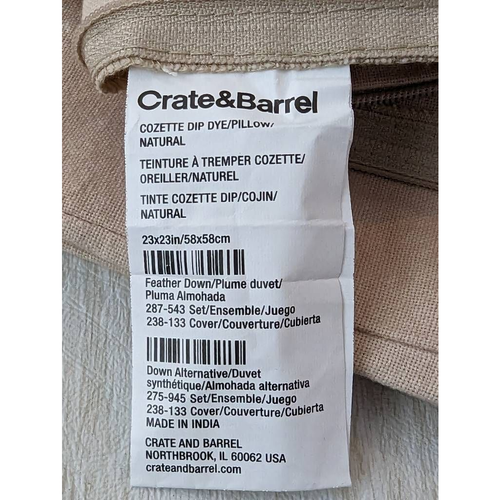 Crate&Barrel
COZETTE DIP DYE/PILLOW/
NATURAL
TEINTURE À TREMPER COZETTE/
OREILLER/NATUREL
TINTE COZETTE DIP/COJIN/
NATURAL
23x23in/58x58cm
Feather Down/Plume duvet/
Pluma Almohada
287-543 Set/Ensemble/Juego
238-133 Cover/Couverture/Cubierta
Down Alternative/Duvet
synthétique/Almohada alternativa
275-945 Set/Ensemble/Juego
238-133 Cover/Couverture/Cubierta
MADE IN INDIA
CRATE AND BARREL
NORTHBROOK, IL 60062 USA
crateandbarrel.com